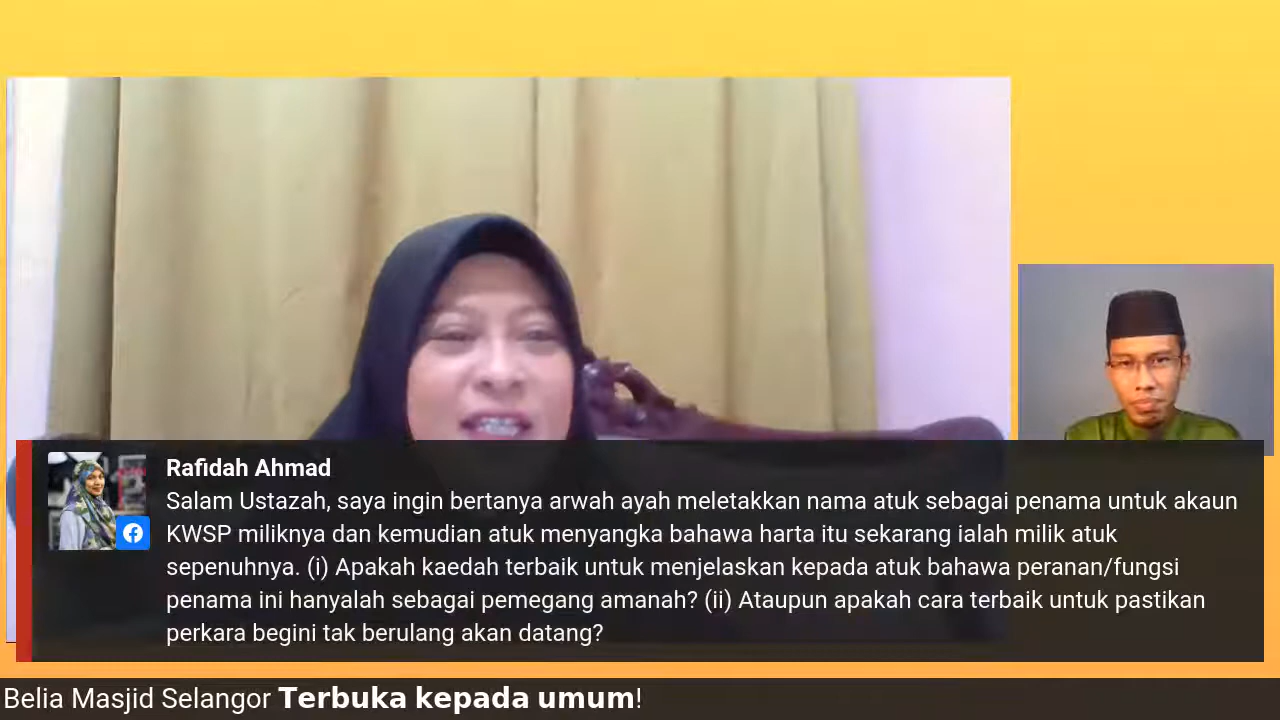 Rafidah Ahmad
Salam Ustazah, saya ingin bertanya arwah ayah meletakkan nama atuk sebagai penama untuk akaun
KWSP miliknya dan kemudian atuk menyangka bahawa harta itu sekarang ialah milik atuk
sepenuhnya. (i) Apakah kaedah terbaik untuk menjelaskan kepada atuk bahawa peranan/fungsi
penama ini hanyalah sebagai pemegang amanah? (ii) Ataupun apakah cara terbaik untuk pastikan
perkara begini tak berulang akan datang?
Belia Masjid Selangor Terbuka kepada umum!